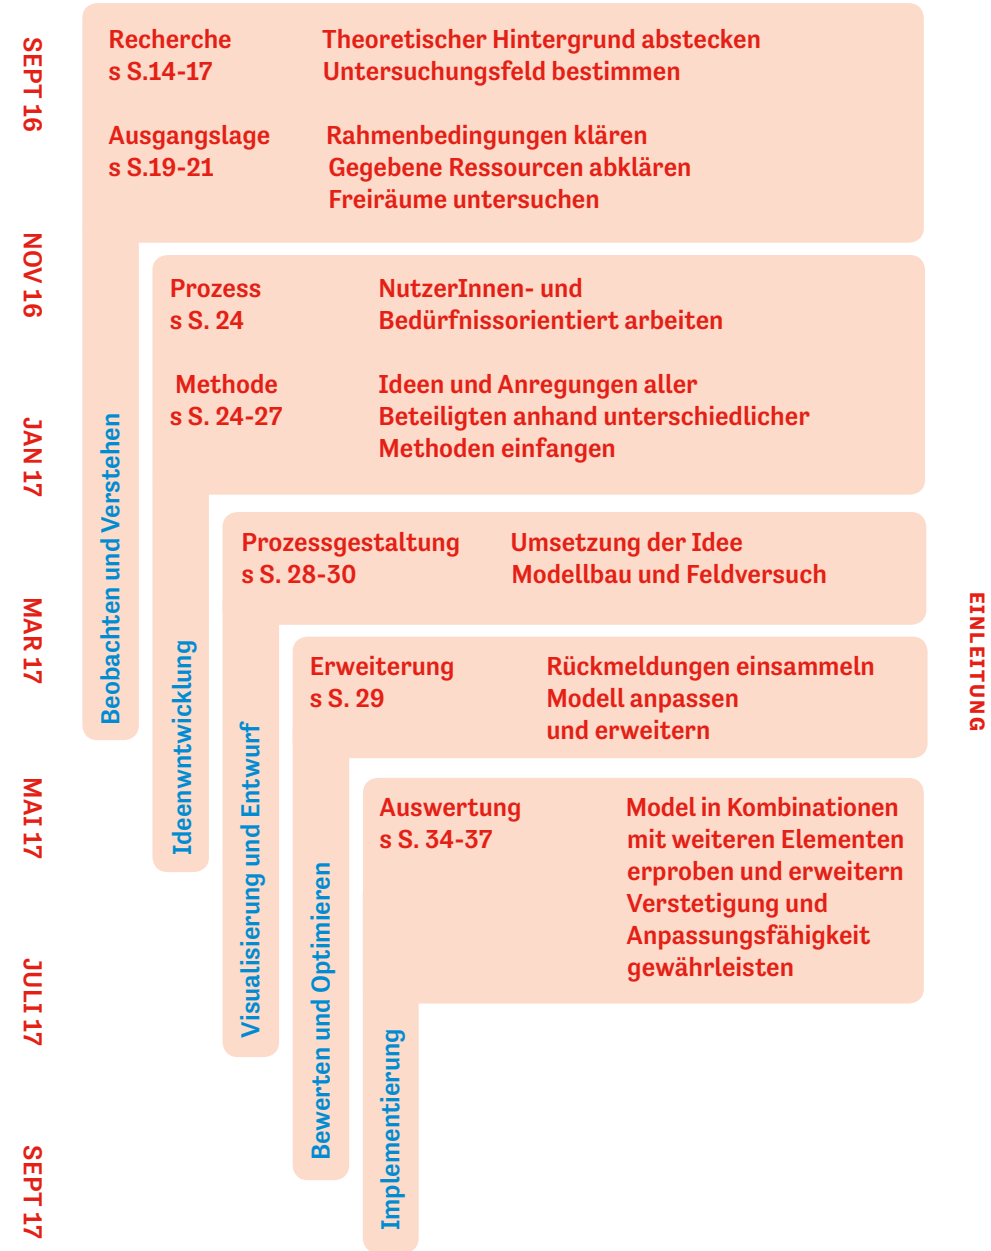 SEPT 16
NOV 16
JAN 17
MAR 17
MAI 17
JULI 17
SEPT 17
Recherche
s S.14-17
Theoretischer Hintergrund abstecken
Untersuchungsfeld bestimmen
Ausgangslage
s S.19-21
Rahmenbedingungen klären
Gegebene Ressourcen abklären
Freiräume untersuchen
Beobachten und Verstehen
Prozess
s S. 24
NutzerInnen- und
Bedürfnissorientiert arbeiten
Methode
s S. 24-27
Ideen und Anregungen aller
Beteiligten anhand unterschiedlicher
Methoden einfangen
Ideenwntwicklung
Prozessgestaltung
s S. 28-30
Umsetzung der Idee
Modellbau und Feldversuch
Visualisierung und Entwurf
Erweiterung
s S. 29
Rückmeldungen einsammeln
Modell anpassen
und erweitern
Bewerten und Optimieren
Auswertung
s S. 34-37
Model in Kombinationen
mit weiteren Elementen
erproben und erweitern
Verstetigung und
Anpassungsfähigkeit
gewährleisten
Implementierung
EINLEITUNG